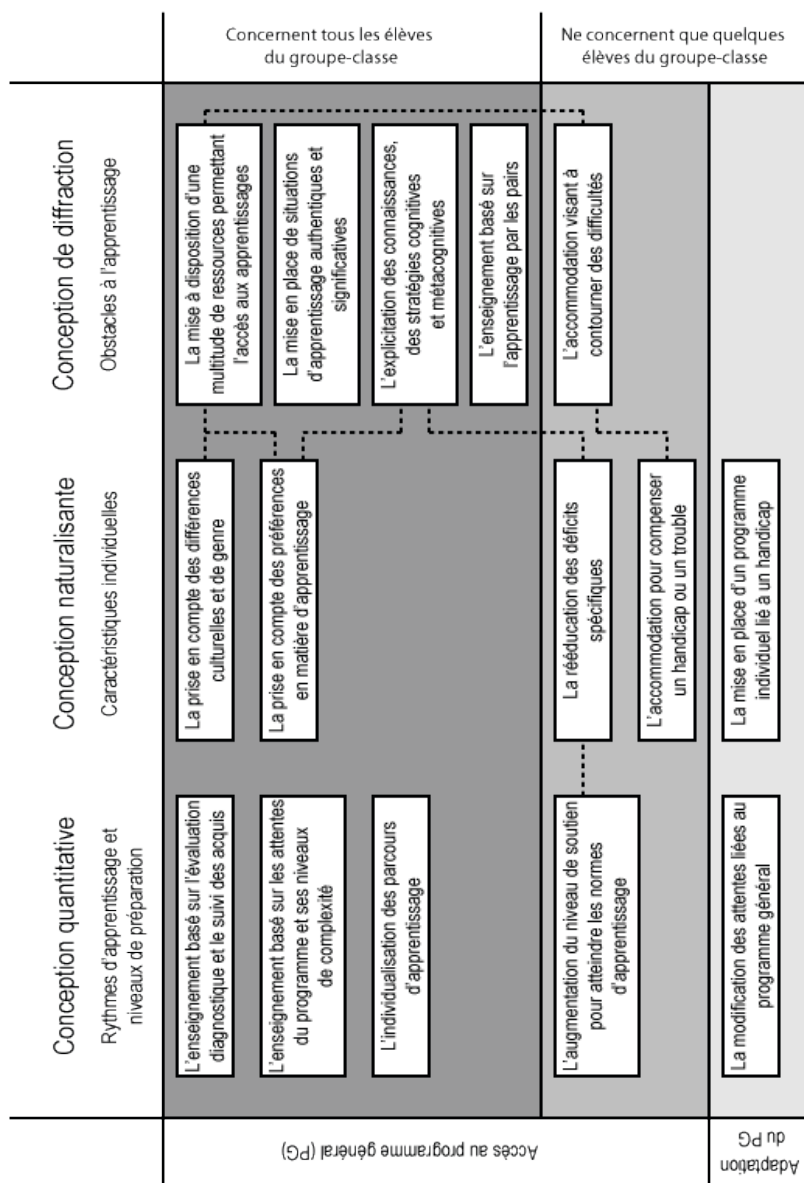 Conception quantitative
Rythmes d'apprentissage et
niveaux de préparation
Conception naturalisante
Caractéristiques individuelles
Conception de diffraction
Obstacles à l'apprentissage
Accès au programme général (PG)
L'enseignement basé sur l'évaluation
diagnostique et le suivi des acquis
La prise en compte des différences
culturelles et de genre
La mise à disposition d'une
multitude de ressources permettant
l'accès aux apprentissages
Concernent tous les élèves
du groupe-classe
L'enseignement basé sur les attentes
du programme et ses niveaux
de complexité
La prise en compte des préférences
en matière d'apprentissage
La mise en place de situations
d'apprentissage authentiques et
significatives
L'individualisation des parcours
d'apprentissage
L'explicitation des connaissances,
des stratégies cognitives
et métacognitives
L'enseignement basé sur
l'apprentissage par les pairs
L'augmentation du niveau de soutien
pour atteindre les normes
d'apprentissage
La rééducation des déficits
spécifiques
L'accommodation visant à
contourner des difficultés
Ne concernent que quelques
élèves du groupe-classe
L'accommodation pour compenser
un handicap ou un trouble
Adaptation
du PG
La modification des attentes liées au
programme général
La mise en place d'un programme
individuel lié à un handicap